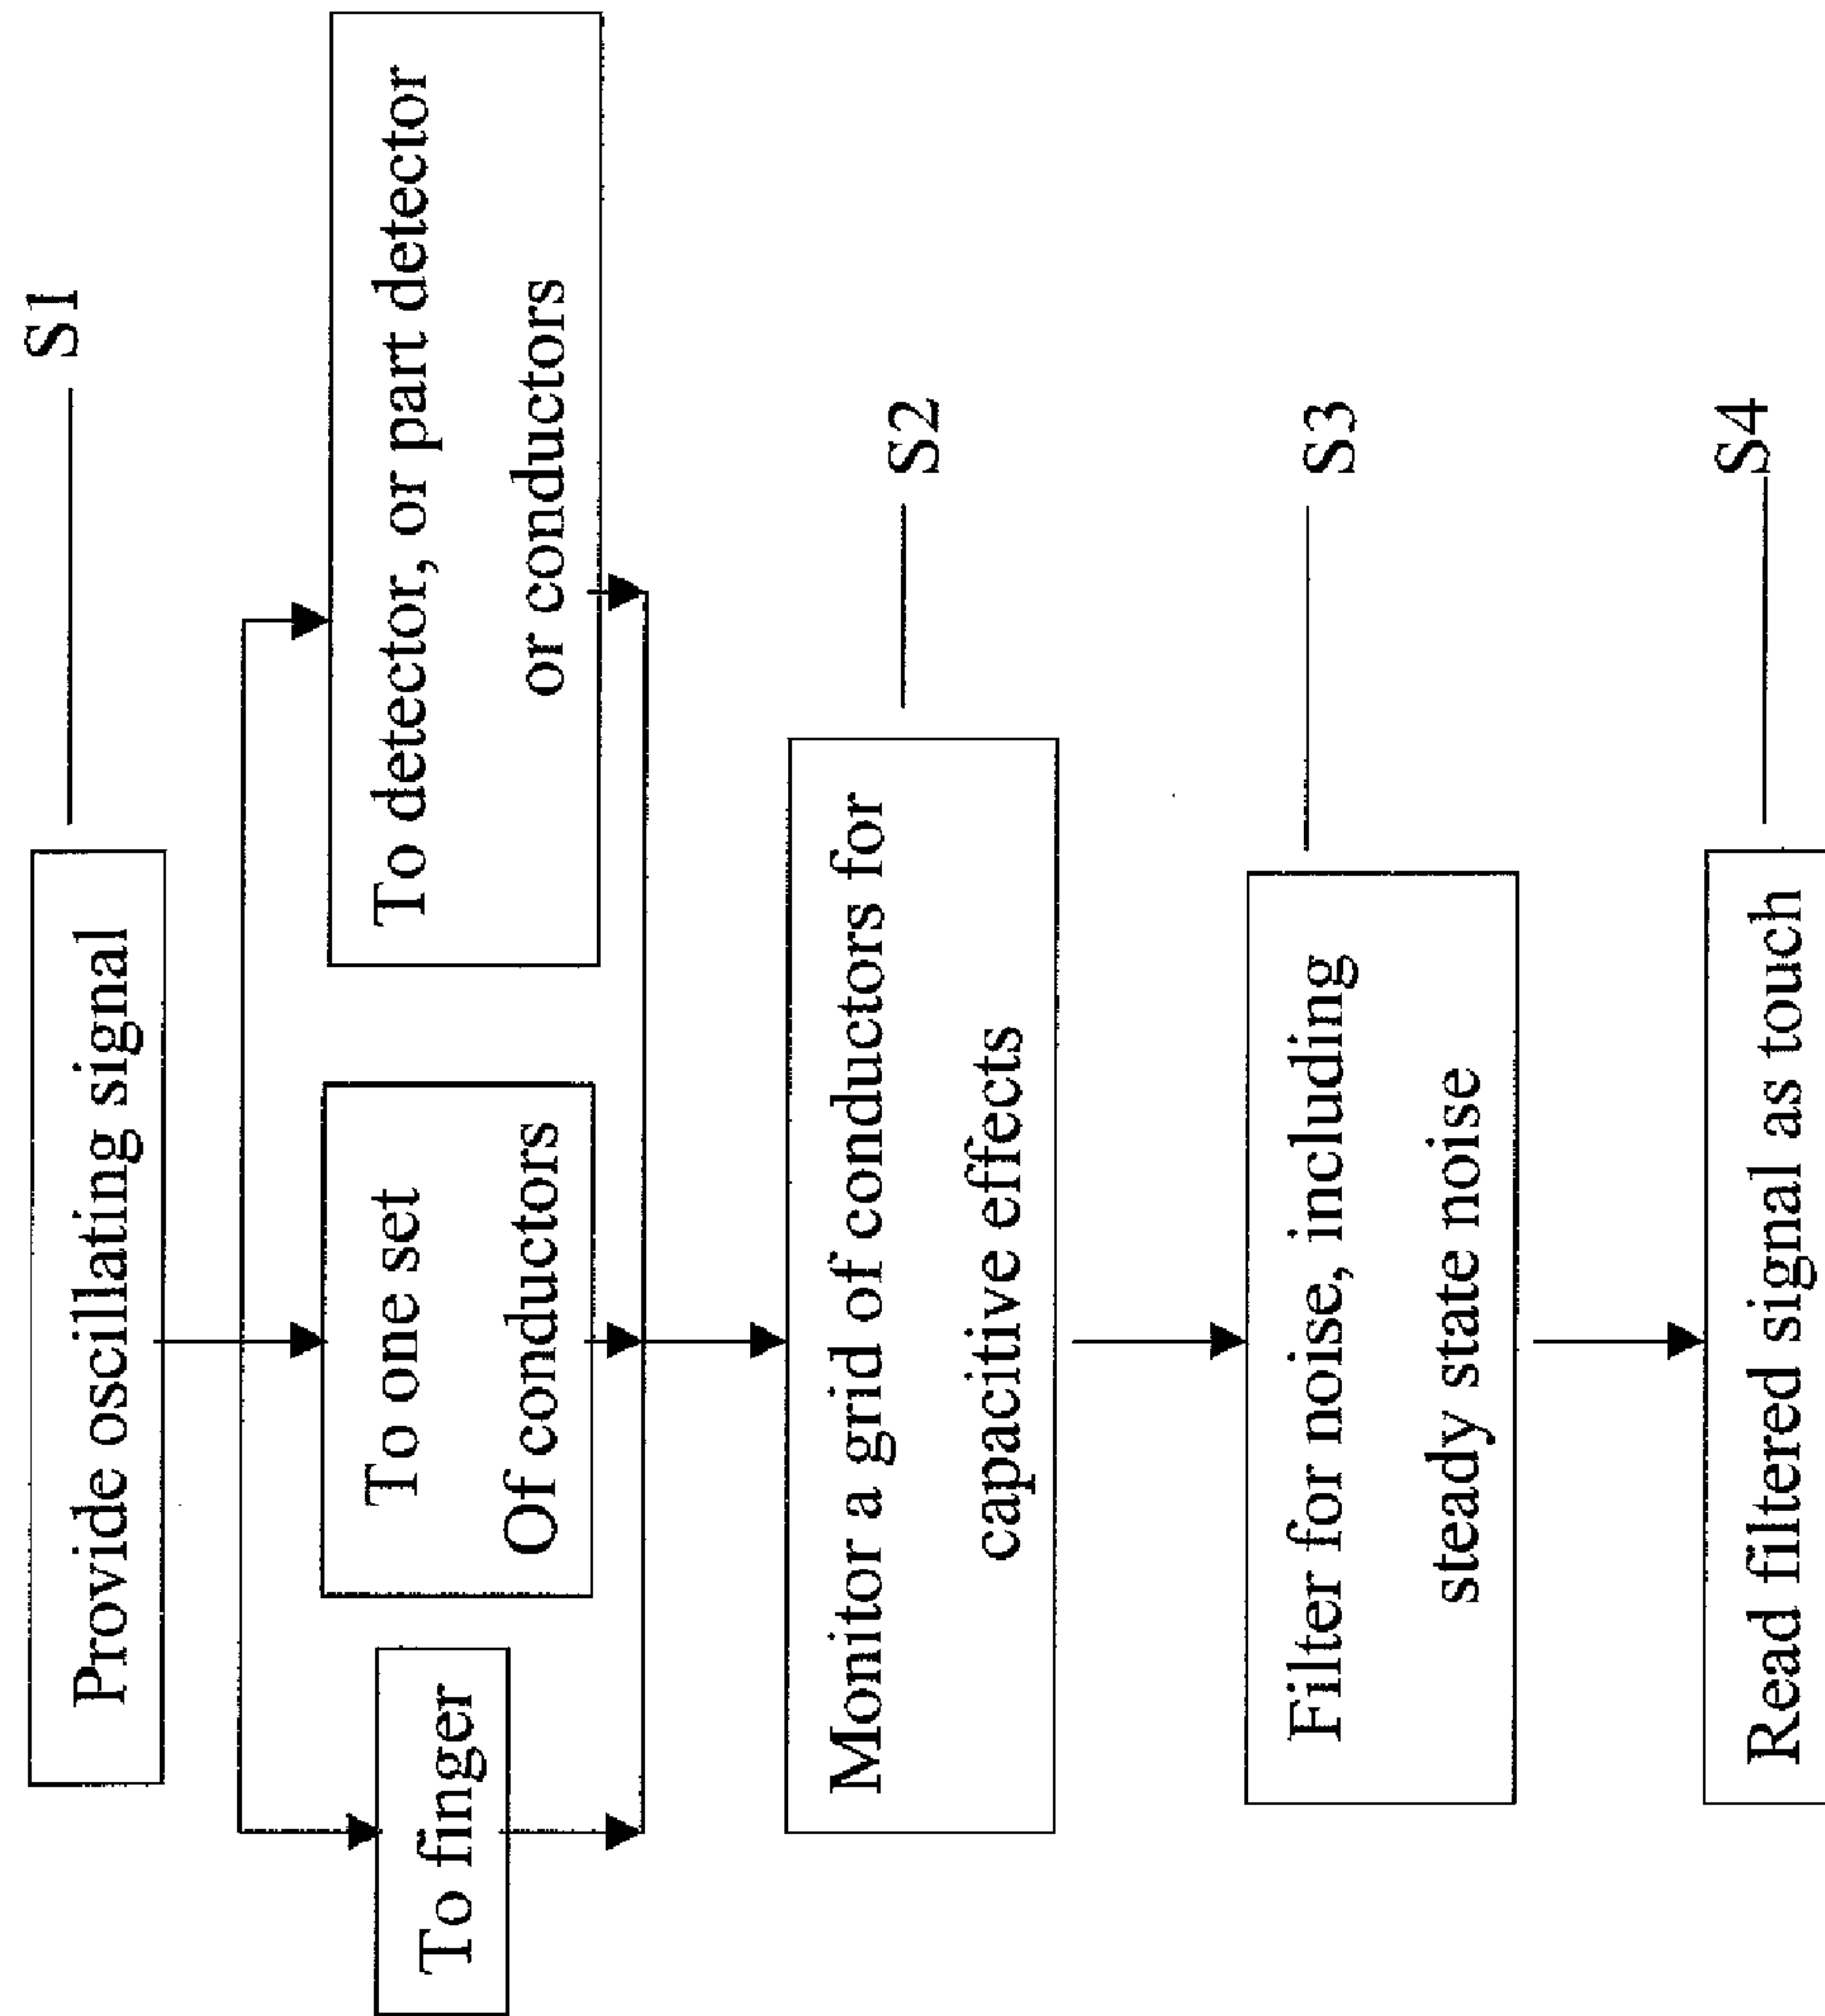 Provide oscillating signal
S1
To finger
To one set
Of conductors
To detector, or part detector
or conductors
Monitor a grid of conductors for
capacitive effects
S2
Filter for noise, including
steady state noise
S3
Read filtered signal as touch
S4